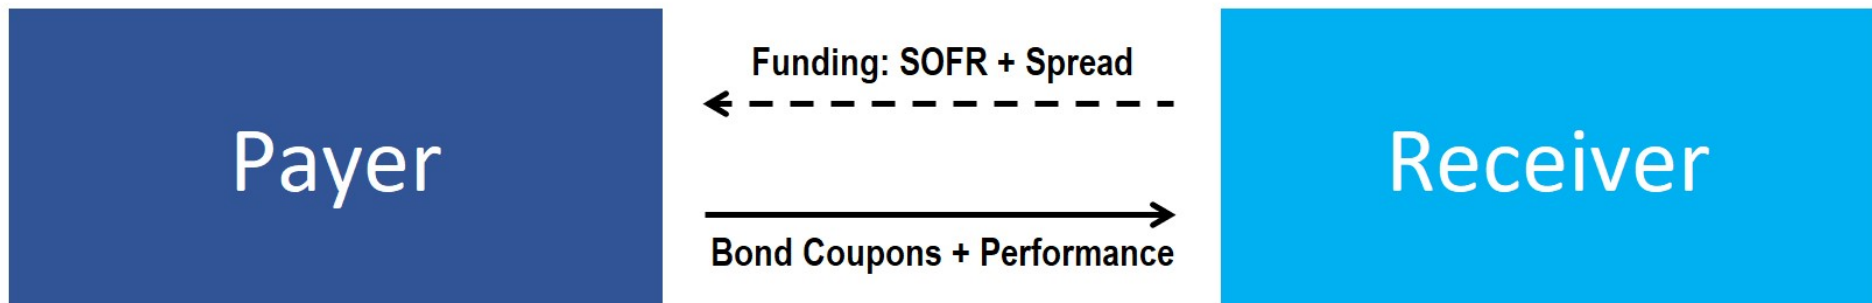 Payer
Funding: SOFR + Spread
Bond Coupons + Performance
Receiver